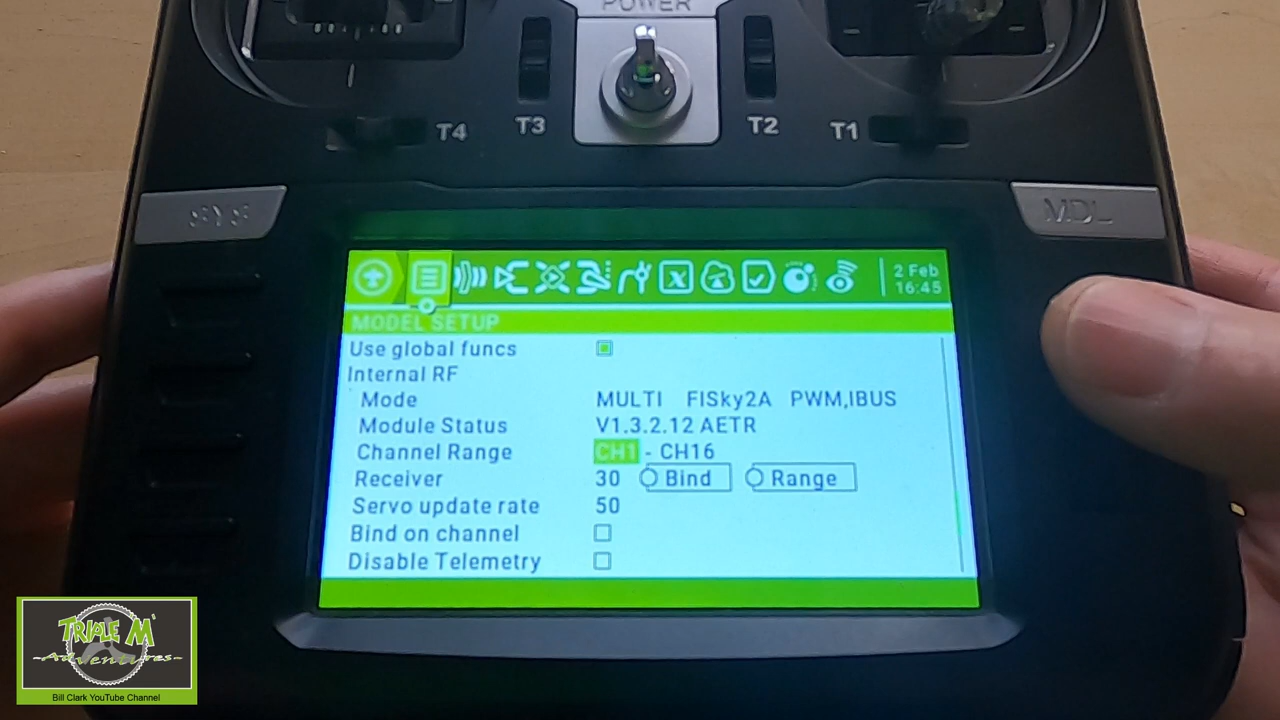 POWER
T4 T3 T2 T1
SYS
MDL
2 Feb
16:45
MODEL SETUP
Use global funcs
Internal RF
Mode MULTI FlSky2A PWM,IBUS
Module Status V1.3.2.12 AETR
Channel Range CH1 - CH16
Receiver 30 Bind Range
Servo update rate 50
Bind on channel
Disable Telemetry
TRIPLE M
-Adventures-
Bill Clark YouTube Channel